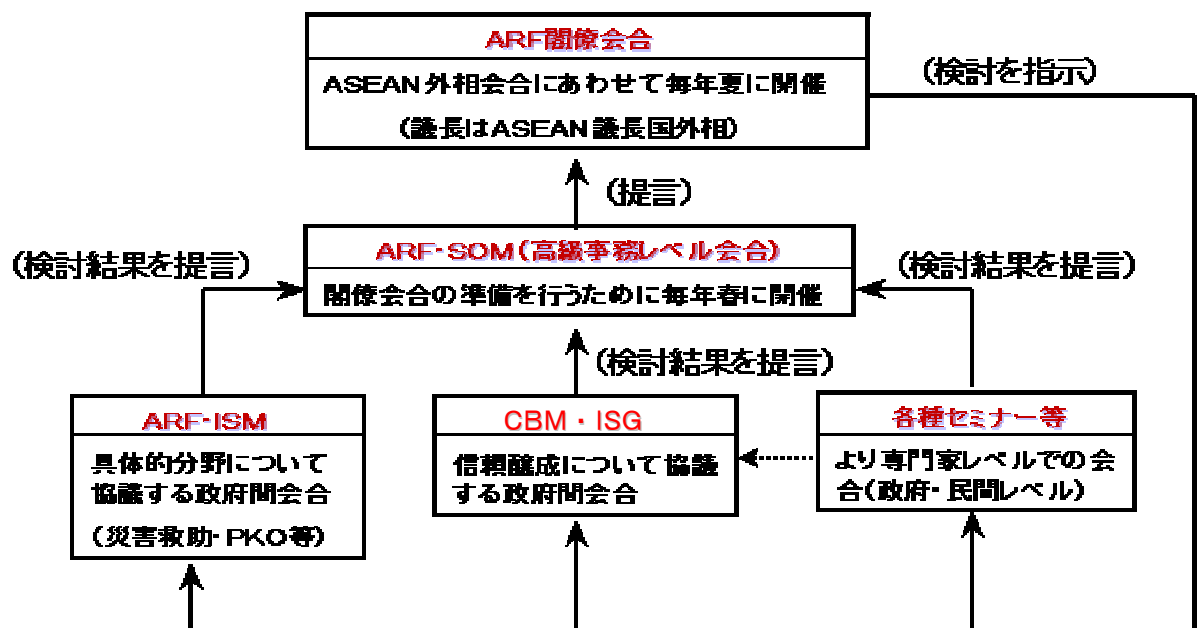 ARF閣僚会合
ASEAN外相会合にあわせて毎年夏に開催
(議長はASEAN議長国外相)
(検討を指示)
(提言)
ARF-SOM(高級事務レベル会合)
閣僚会合の準備を行うために毎年春に開催
(検討結果を提言)
(検討結果を提言)
(検討結果を提言)
ARF-ISM
具体的分野について
協議する政府間会合
(災害救助・PKO等)
CBM・ISG
信頼醸成について協議
する政府間会合
各種セミナー等
より専門家レベルでの会
合(政府・民間レベル)